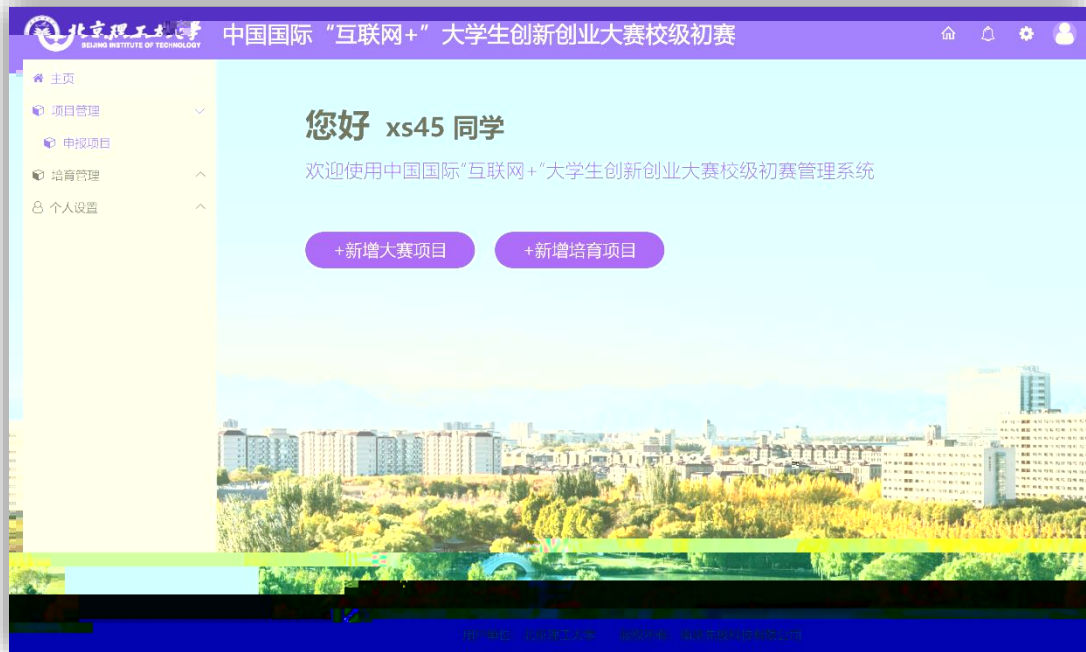 北京理工大学
BEIJING INSTITUTE OF TECHNOLOGY
中国国际“互联网+”大学生创新创业大赛校级初赛
主页
项目管理
申报项目
培育管理
个人设置
您好 xs45 同学
欢迎使用中国国际“互联网+”大学生创新创业大赛校级初赛管理系统
+新增大赛项目
+新增培育项目